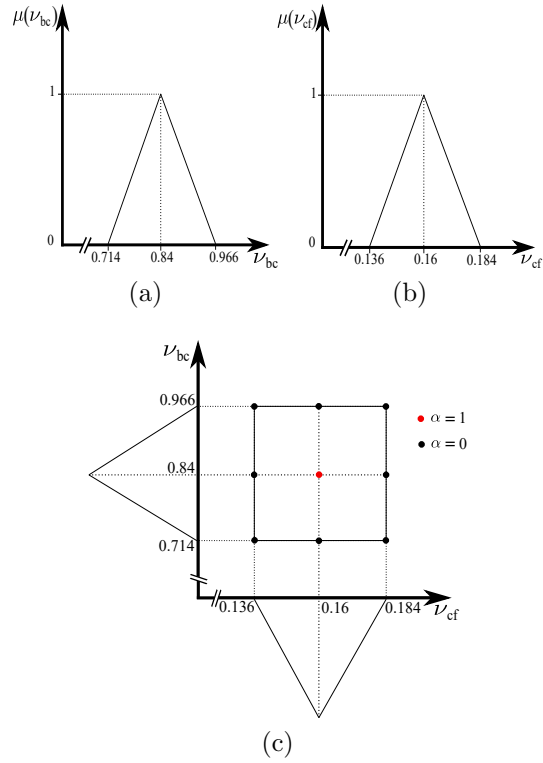 μ(ν_bc)
1
0
0.714 0.84 0.966 ν_bc
(a)
μ(ν_cf)
1
0
0.136 0.16 0.184 ν_cf
(b)
ν_bc
0.966
0.84
0.714
α = 1
α = 0
0.136 0.16 0.184 ν_cf
(c)